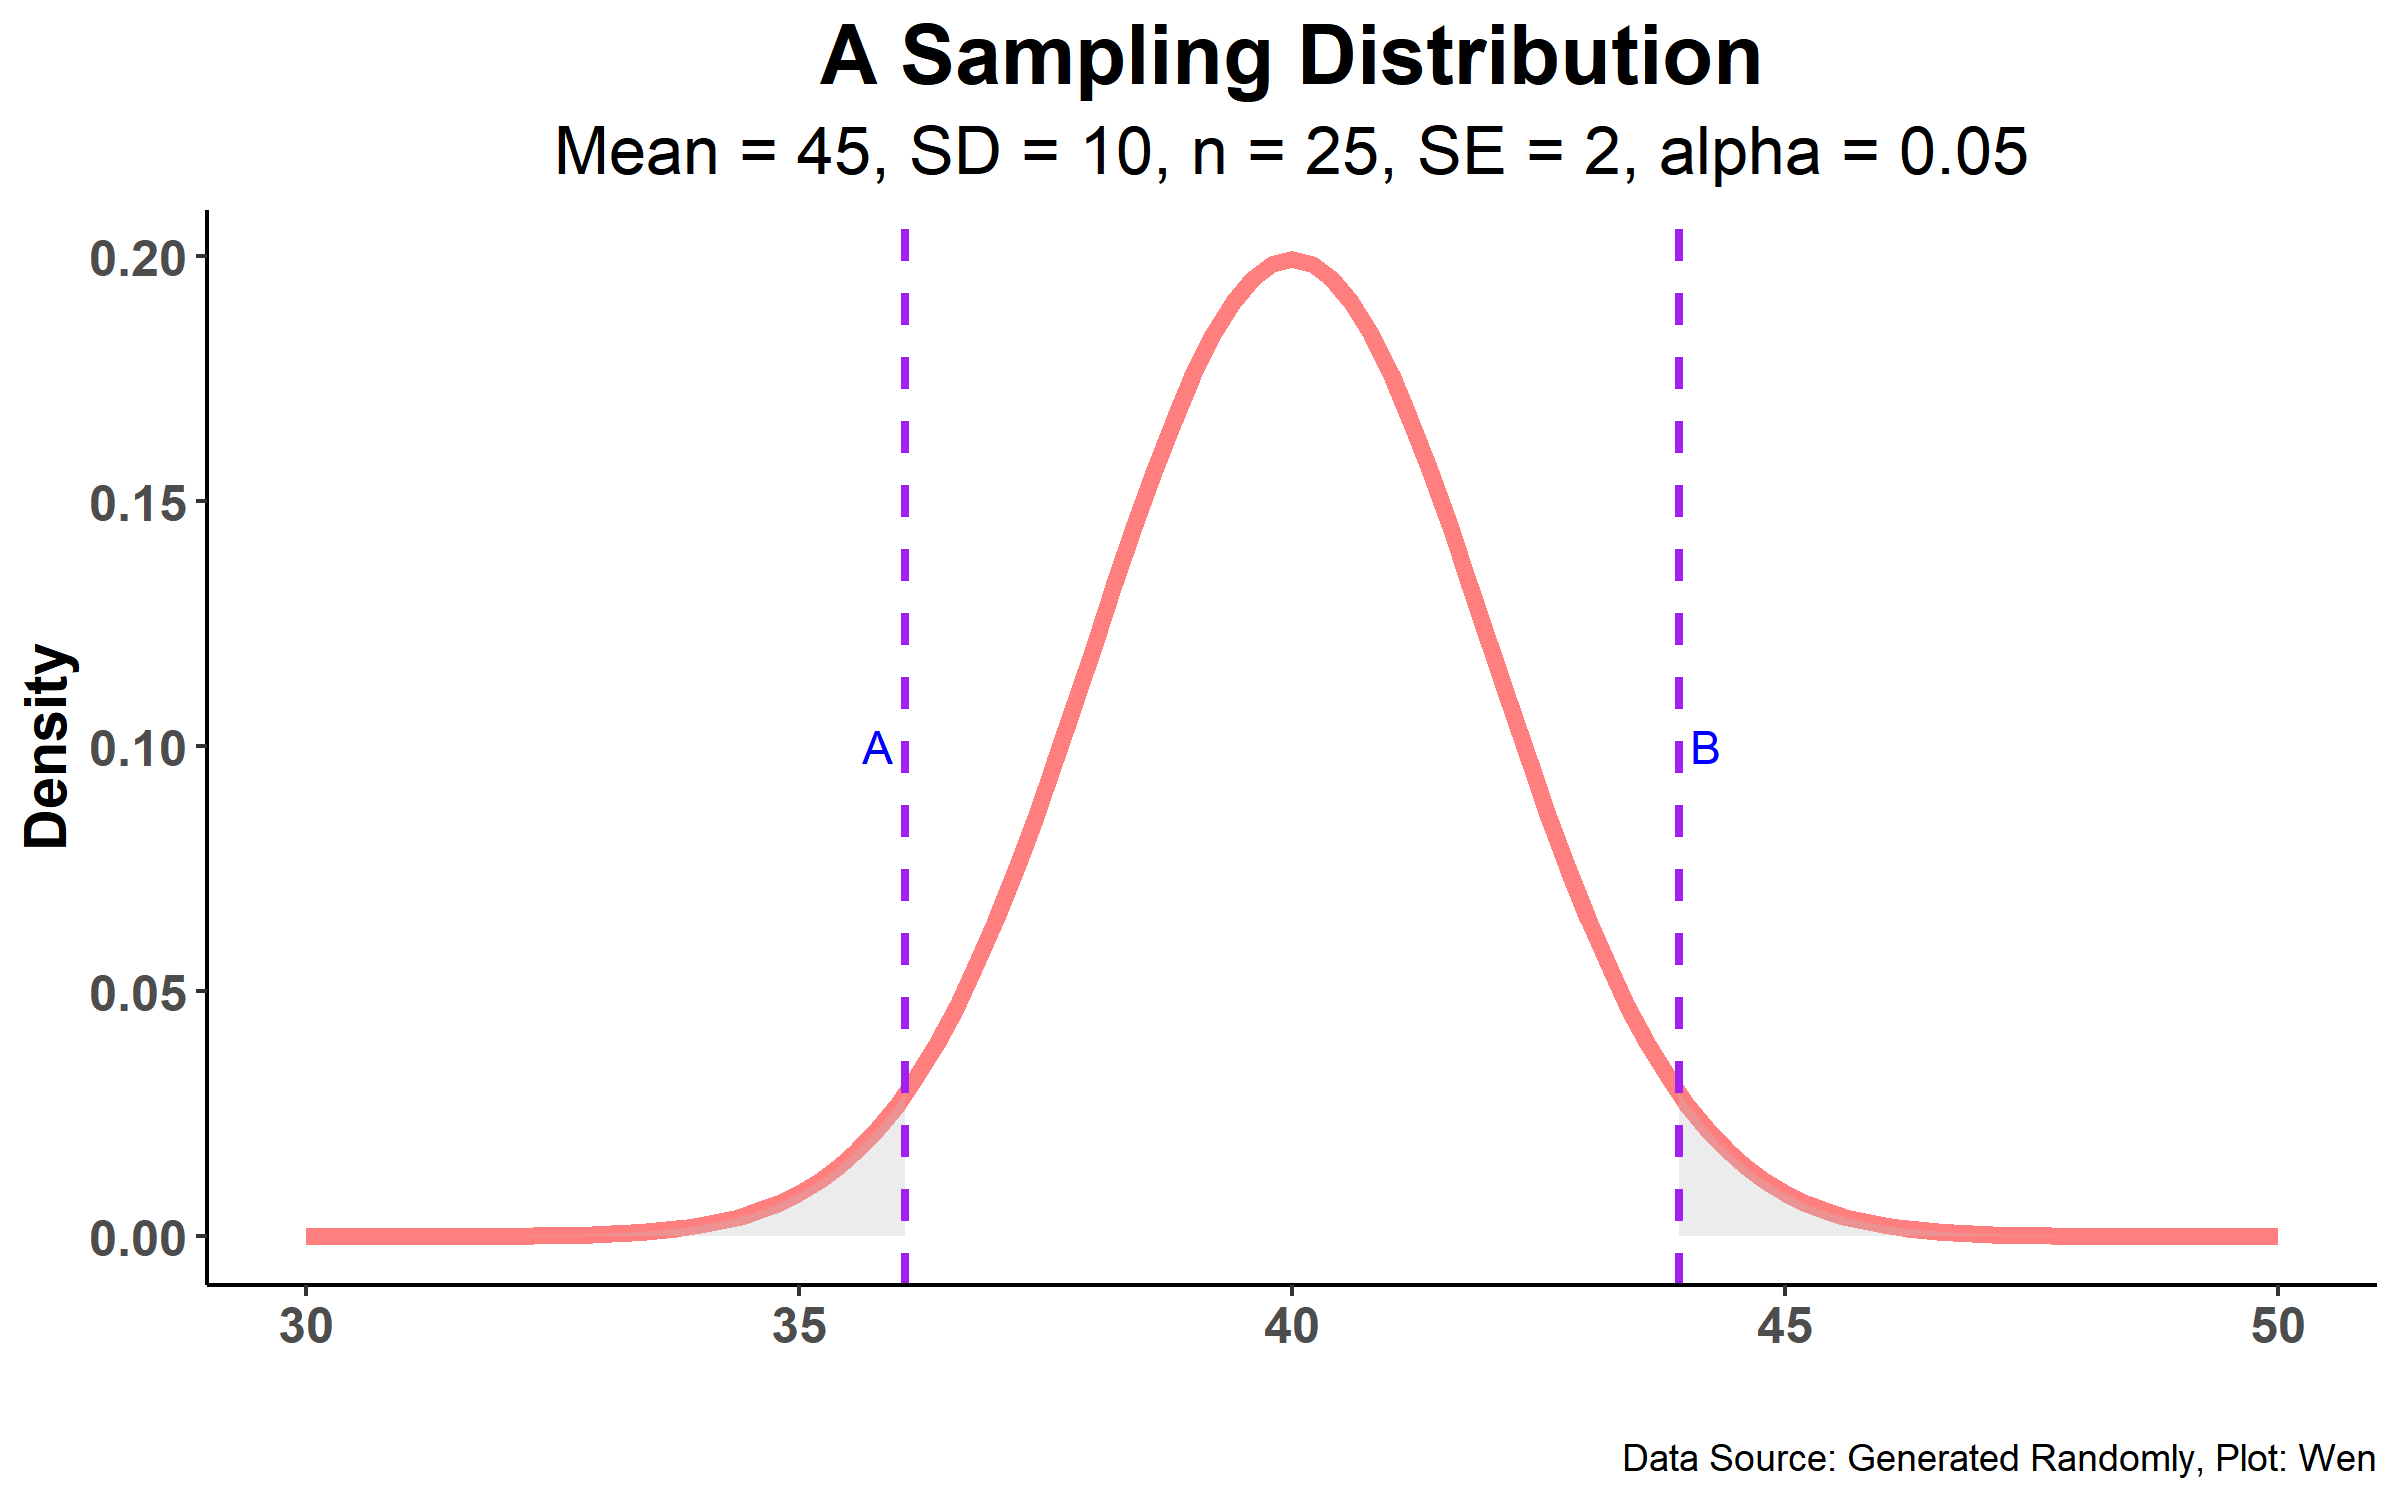 A Sampling Distribution
Mean = 45, SD = 10, n = 25, SE = 2, alpha = 0.05
Density
0.20
0.15
0.10
0.05
0.00
A
B
30 35 40 45 50
Data Source: Generated Randomly, Plot: Wen